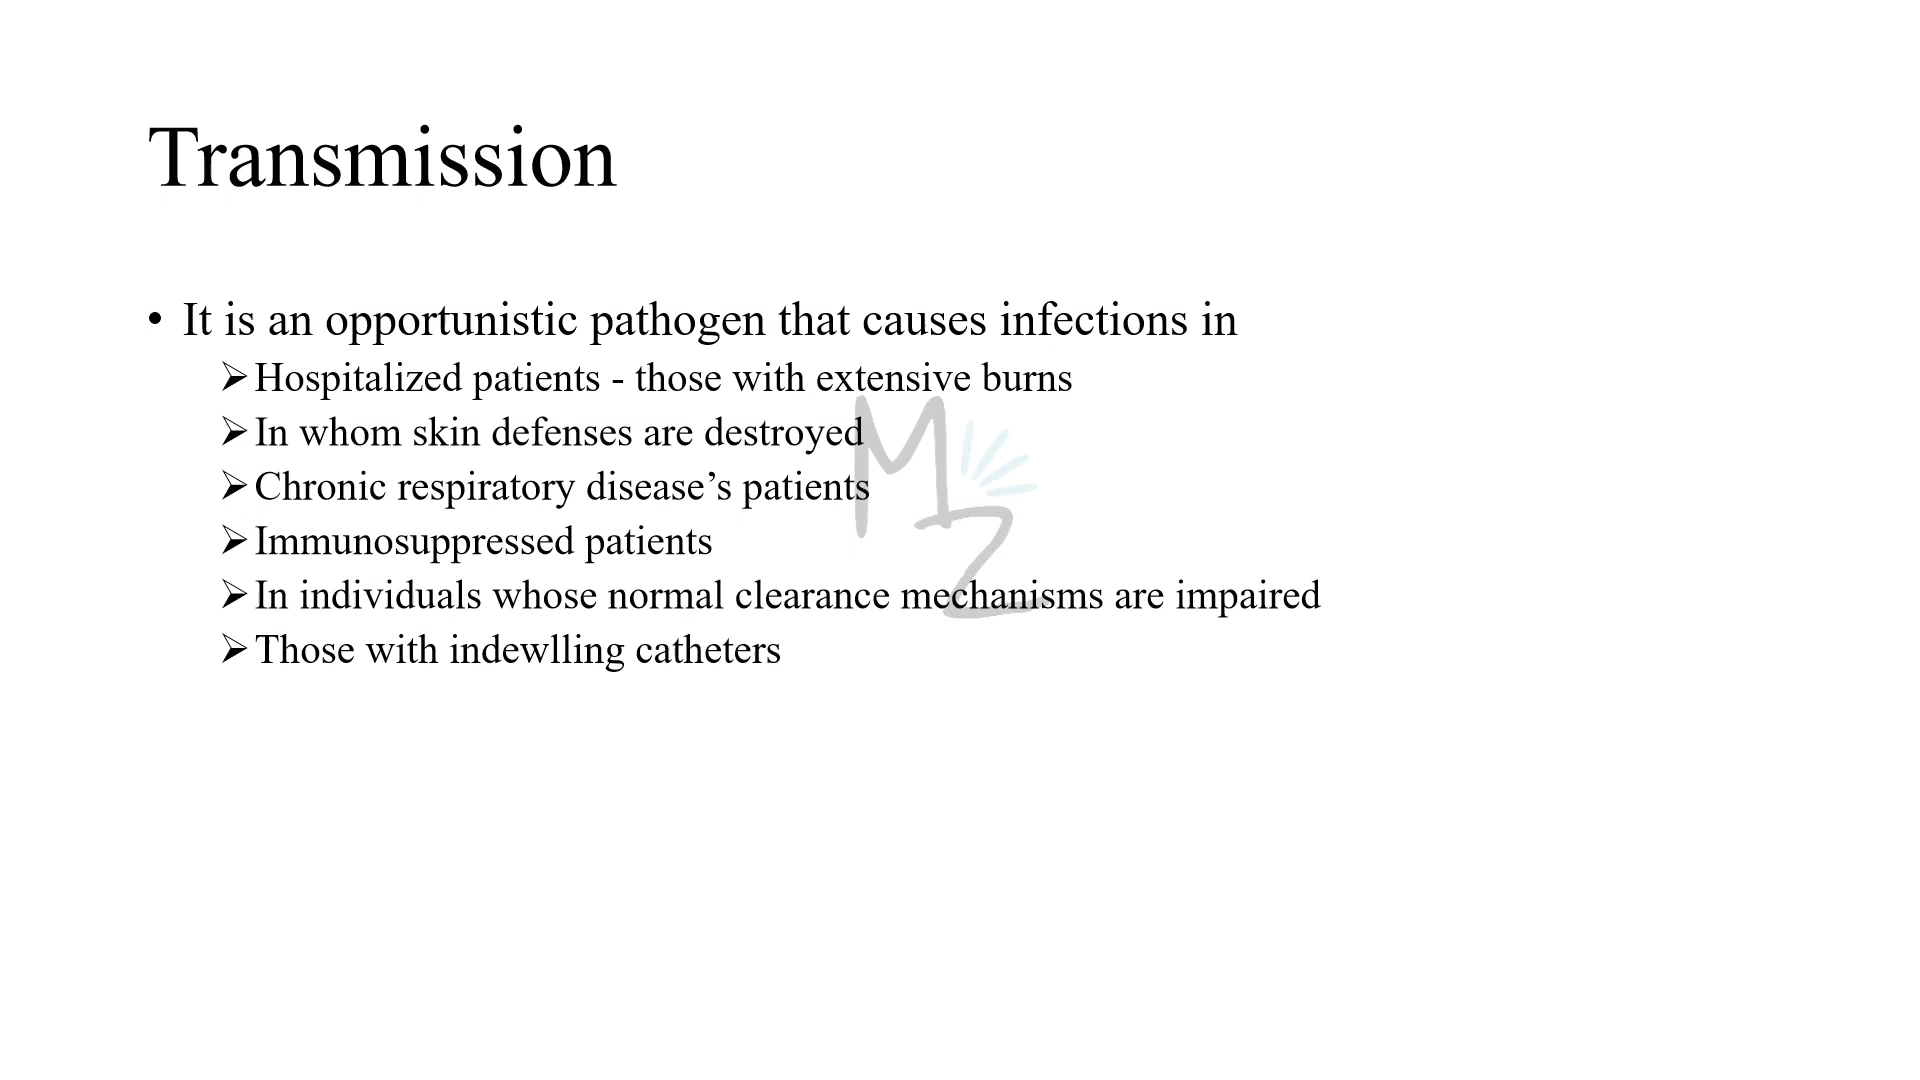 Transmission
• It is an opportunistic pathogen that causes infections in
➢Hospitalized patients - those with extensive burns
➢In whom skin defenses are destroyed
➢Chronic respiratory disease’s patients
➢Immunosuppressed patients
➢In individuals whose normal clearance mechanisms are impaired
➢Those with indewlling catheters
MZ